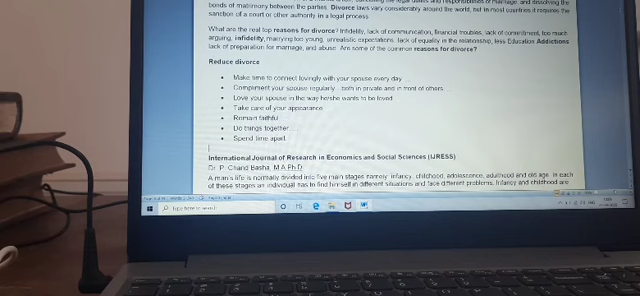 bonds of matrimony between the parties. Divorce laws vary considerably around the world, but in most countries it requires the
sanction of a court or other authority in a legal process.
What are the real top reasons for divorce? Infidelity, lack of communication, financial troubles, lack of commitment, too much
arguing, infidelity, marrying too young, unrealistic expectations, lack of equality in the relationship, less Education Addictions
lack of preparation for marriage, and abuse. Are some of the common reasons for divorce?
Reduce divorce
• Make time to connect lovingly with your spouse every day ...
• Compliment your spouse regularly ...both in private and in front of others. ...
• Love your spouse in the way he/she wants to be loved
• Take care of your appearance.
• Remain faithful
• Do things together ...
• Spend time apart.
International Journal of Research in Economics and Social Sciences (IJRESS)
Dr. P. Chand Basha, M.A.Ph.D
A man's life is normally divided into five main stages namely infancy, childhood, adolescence, adulthood and old age. In each
of these stages an individual has to find himself in different situations and face different problems. Infancy and childhood are
Type here to search